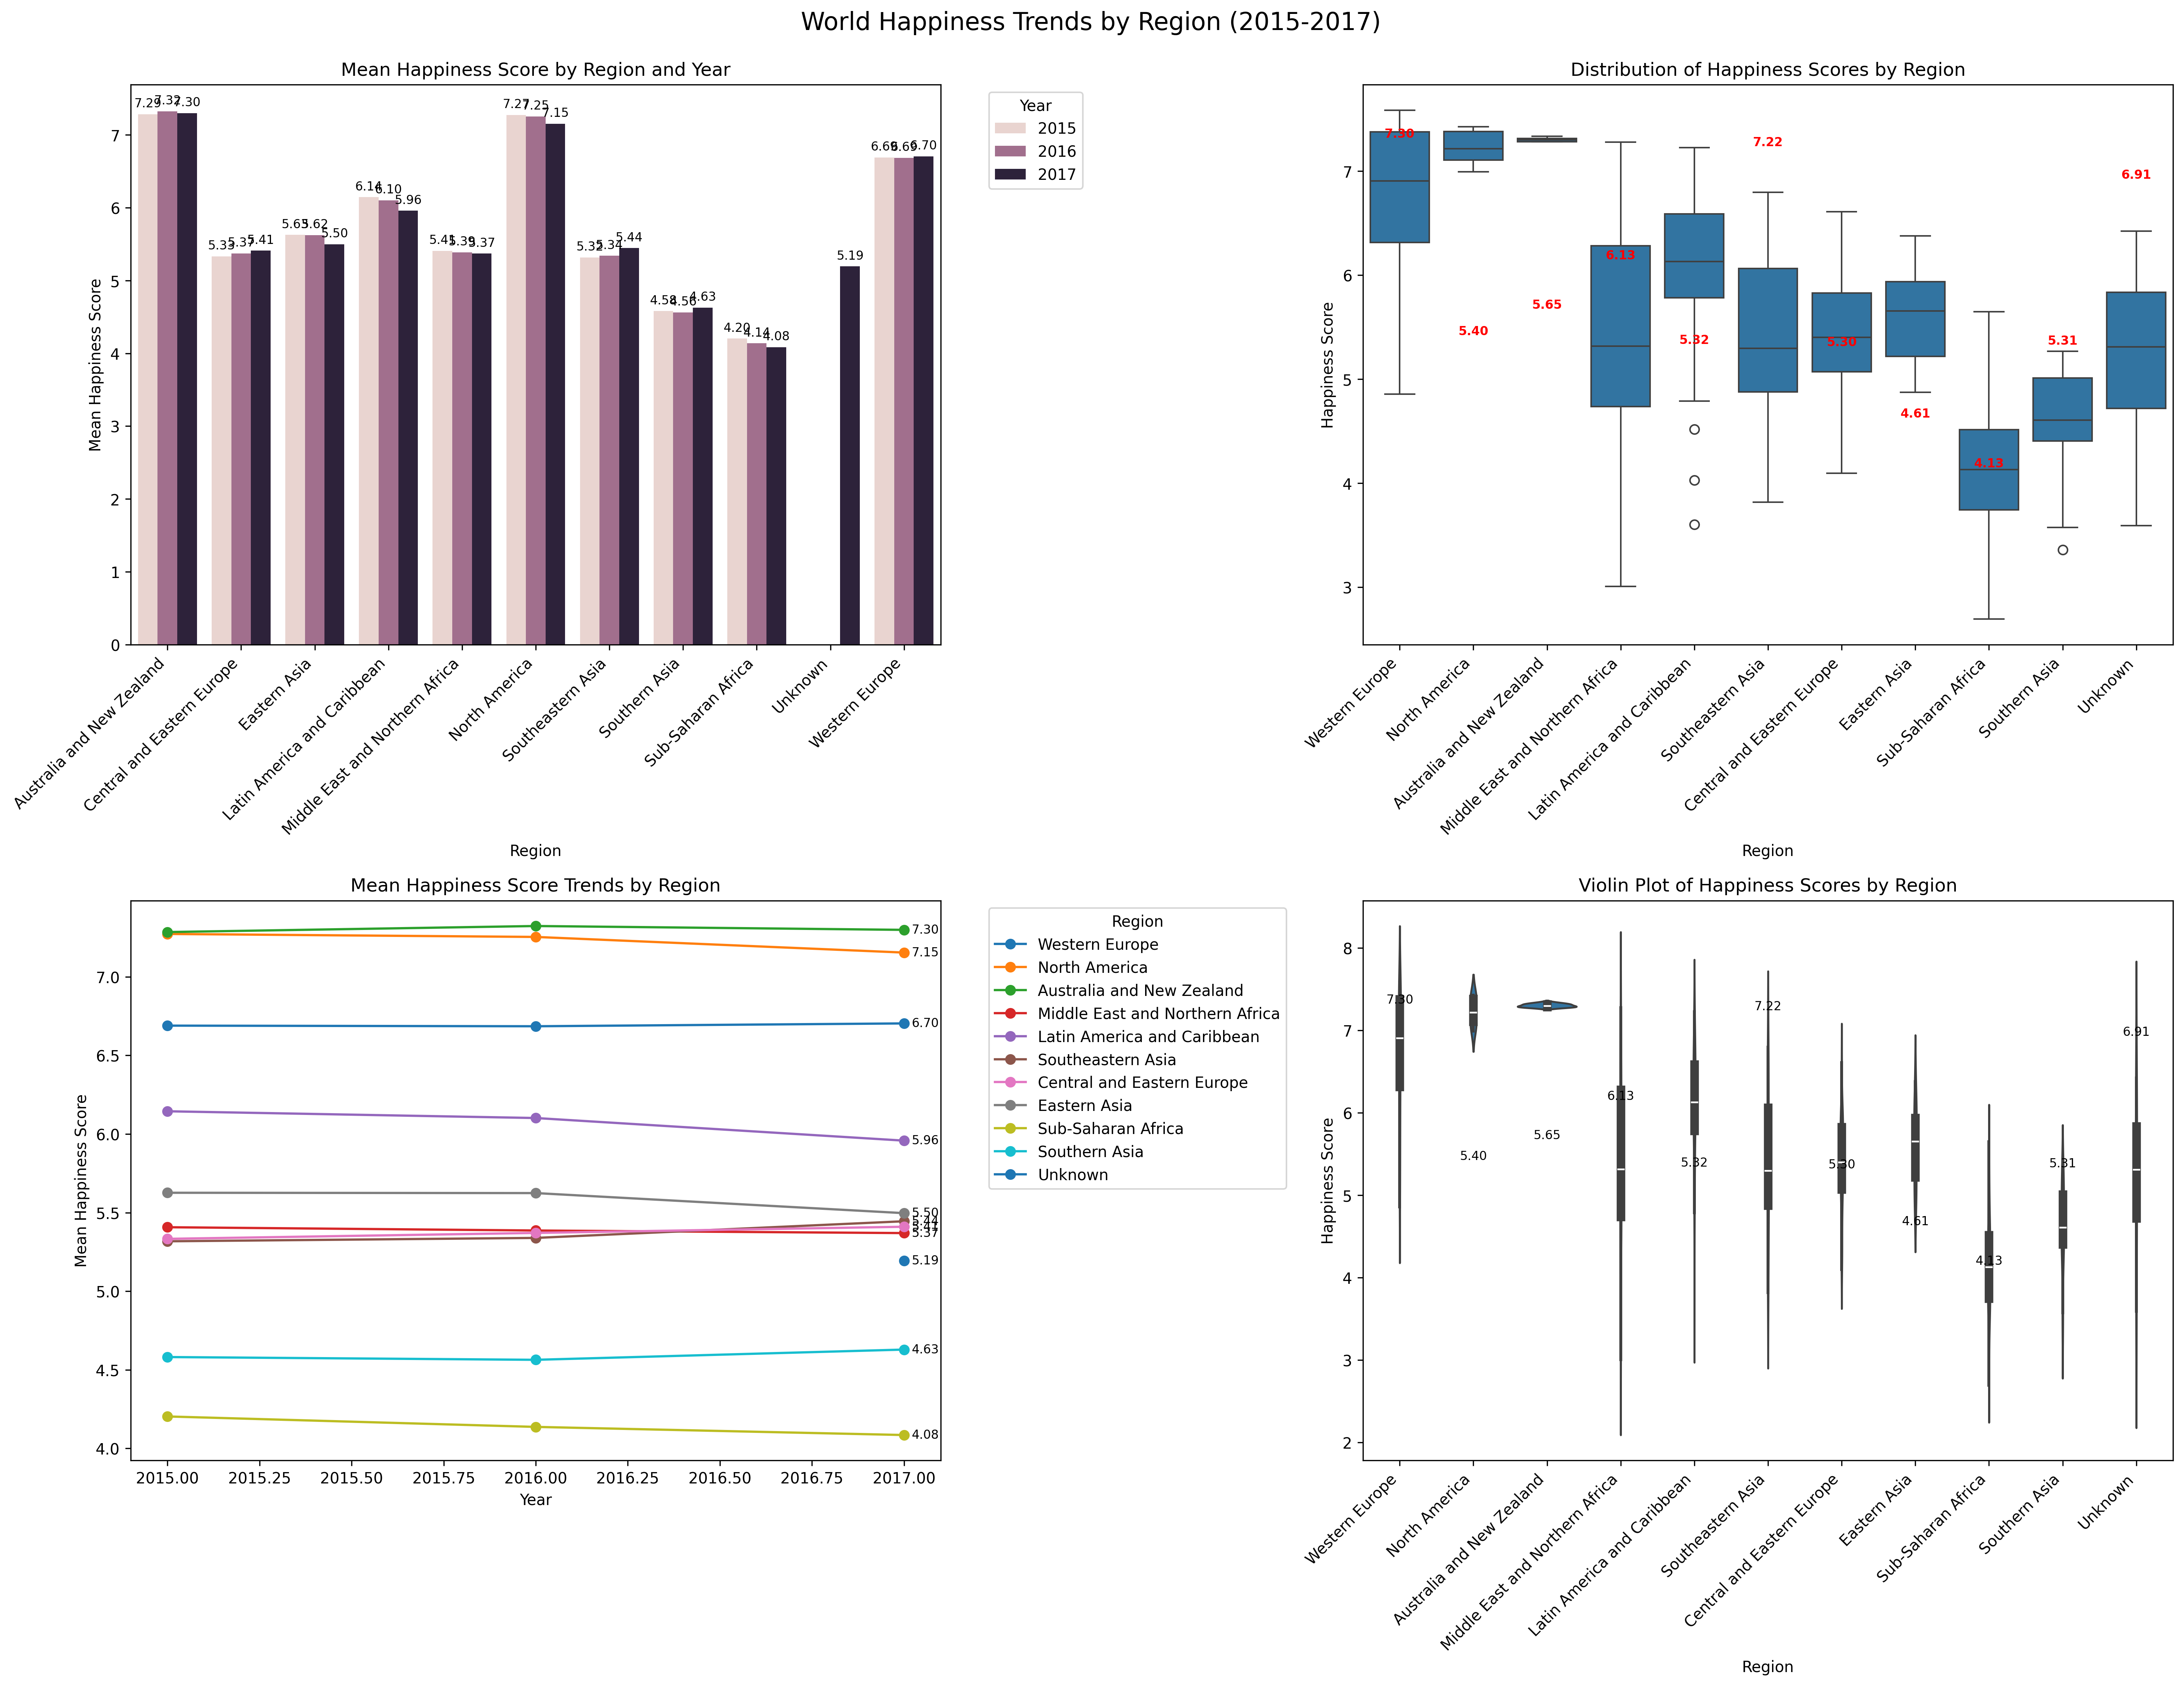 World Happiness Trends by Region (2015-2017)
Mean Happiness Score by Region and Year
7.29 7.32 7.30
5.33 5.37 5.41
5.63 5.62 5.50
6.14 6.10 5.96
5.41 5.39 5.37
7.27 7.25 7.15
5.32 5.34 5.44
4.58 4.56 4.63
4.20 4.14 4.08
5.19
6.69 6.69 6.70
7
6
5
4
3
2
1
0
Mean Happiness Score
Australia and New Zealand
Central and Eastern Europe
Eastern Asia
Latin America and Caribbean
Middle East and Northern Africa
North America
Southeastern Asia
Southern Asia
Sub-Saharan Africa
Unknown
Western Europe
Region
Year
2015
2016
2017
Distribution of Happiness Scores by Region
7.30
5.40
5.65
6.13
5.32
7.22
5.30
4.61
4.13
5.31
6.91
7
6
5
4
3
Happiness Score
Western Europe
North America
Australia and New Zealand
Middle East and Northern Africa
Latin America and Caribbean
Southeastern Asia
Central and Eastern Europe
Eastern Asia
Sub-Saharan Africa
Southern Asia
Unknown
Region
Mean Happiness Score Trends by Region
7.30
7.15
6.70
5.96
5.50
5.44
5.41
5.37
5.19
4.63
4.08
7.0
6.5
6.0
5.5
5.0
4.5
4.0
Mean Happiness Score
2015.00 2015.25 2015.50 2015.75 2016.00 2016.25 2016.50 2016.75 2017.00
Year
Region
Western Europe
North America
Australia and New Zealand
Middle East and Northern Africa
Latin America and Caribbean
Southeastern Asia
Central and Eastern Europe
Eastern Asia
Sub-Saharan Africa
Southern Asia
Unknown
Violin Plot of Happiness Scores by Region
7.30
5.40
5.65
6.13
5.32
7.22
5.30
4.61
4.13
5.31
6.91
8
7
6
5
4
3
2
Happiness Score
Western Europe
North America
Australia and New Zealand
Middle East and Northern Africa
Latin America and Caribbean
Southeastern Asia
Central and Eastern Europe
Eastern Asia
Sub-Saharan Africa
Southern Asia
Unknown
Region